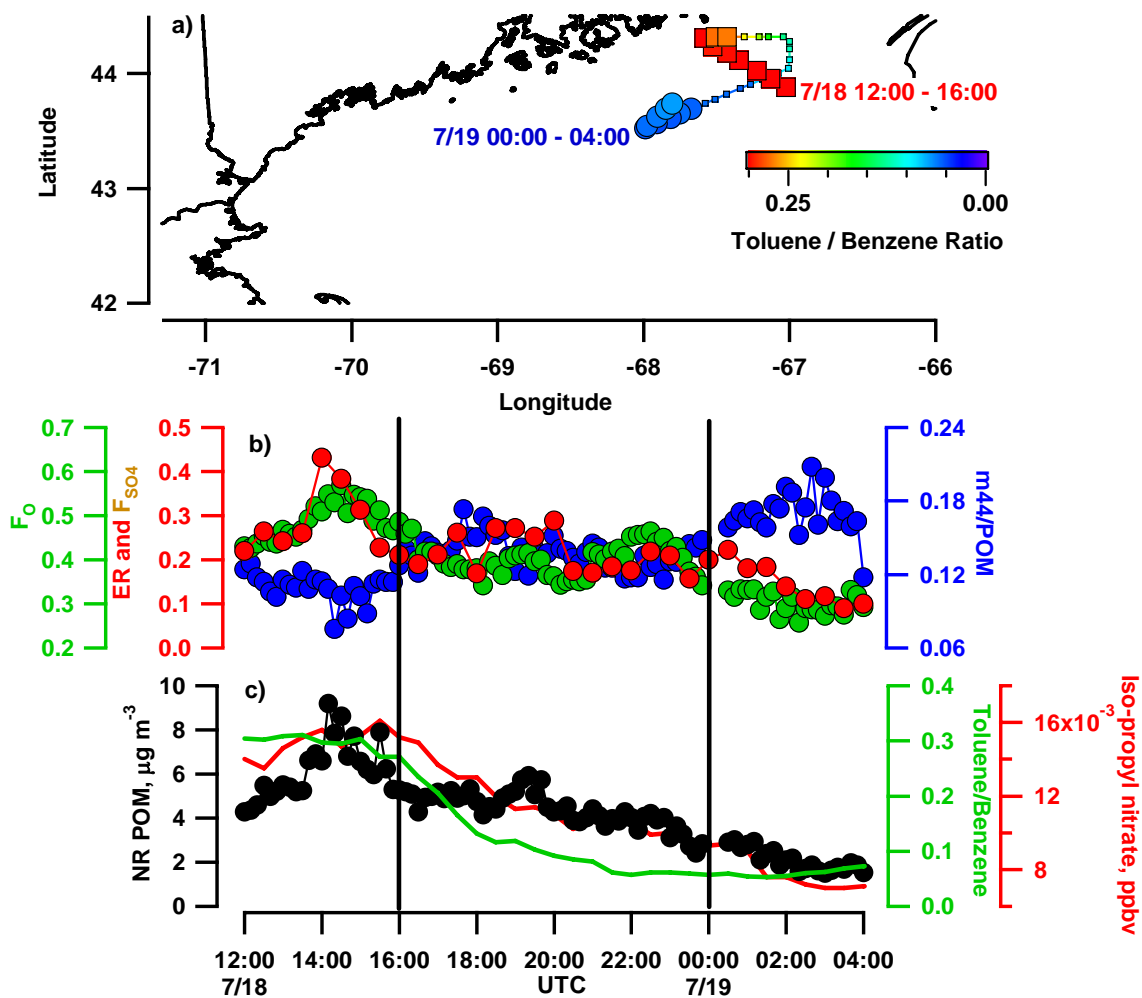 a)
44
43
42
Latitude
7/18 12:00 - 16:00
7/19 00:00 - 04:00
0.25 0.00
Toluene / Benzene Ratio
-71 -70 -69 -68 -67 -66
Longitude
b)
0.7 0.5 0.24
0.6 0.4
0.5 0.3 0.18
0.4 0.2 0.12
0.3 0.1
0.2 0.0 0.06
FO
ER and FSO4
m44/POM
c)
10 0.4
8 0.3 16x10-3
6 12
4 0.2
2 0.1 8
0 0.0
NR POM, µg m-3
Toluene/Benzene
Iso-propyl nitrate, ppbv
12:00 14:00 16:00 18:00 20:00 22:00 00:00 02:00 04:00
7/18 UTC 7/19